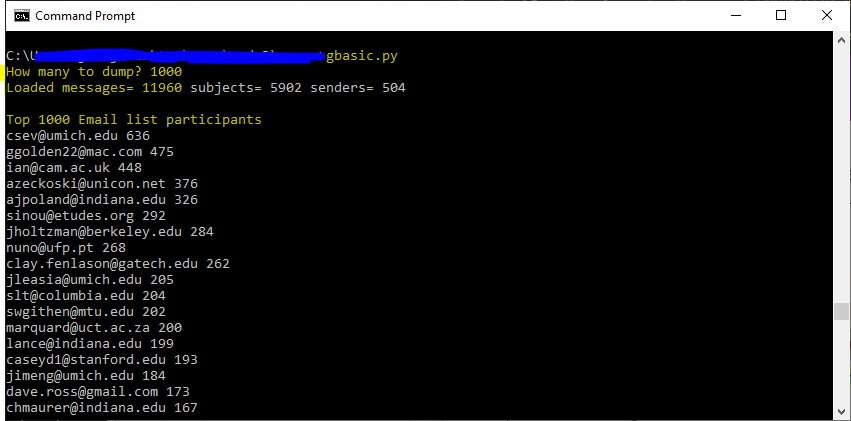 Command Prompt
C:\U gbasic.py
How many to dump? 1000
Loaded messages= 11960 subjects= 5902 senders= 504
Top 1000 Email list participants
csev@umich.edu 636
ggolden22@mac.com 475
ian@cam.ac.uk 448
azeckoski@unicon.net 376
ajpoland@indiana.edu 326
sinou@etudes.org 292
jholtzman@berkeley.edu 284
nuno@ufp.pt 268
clay.fenlason@gatech.edu 262
jleasia@umich.edu 205
slt@columbia.edu 204
swgithen@mtu.edu 202
marquard@uct.ac.za 200
lance@indiana.edu 199
caseyd1@stanford.edu 193
jimeng@umich.edu 184
dave.ross@gmail.com 173
chmaurer@indiana.edu 167